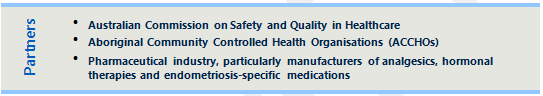 Partners
• Australian Commission on Safety and Quality in Healthcare
• Aboriginal Community Controlled Health Organisations (ACCHOs)
• Pharmaceutical industry, particularly manufacturers of analgesics, hormonal
therapies and endometriosis-specific medications